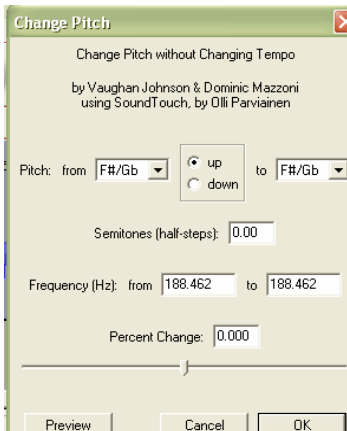 Change Pitch
Change Pitch without Changing Tempo
by Vaughan Johnson & Dominic Mazzoni
using SoundTouch, by Olli Parviainen
Pitch: from F#/Gb up down to F#/Gb
Semitones (half-steps): 0.00
Frequency (Hz): from 188.462 to 188.462
Percent Change: 0.000
Preview Cancel OK